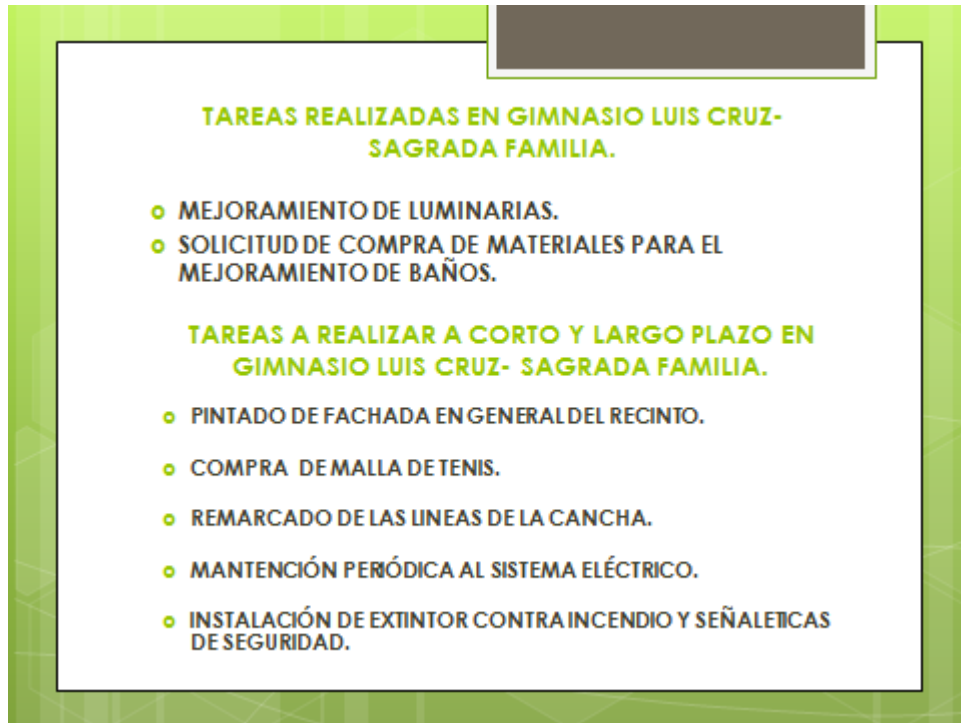 TAREAS REALIZADAS EN GIMNASIO LUIS CRUZ-
SAGRADA FAMILIA.
MEJORAMIENTO DE LUMINARIAS.
SOLICITUD DE COMPRA DE MATERIALES PARA EL
MEJORAMIENTO DE BAÑOS.
TAREAS A REALIZAR A CORTO Y LARGO PLAZO EN
GIMNASIO LUIS CRUZ- SAGRADA FAMILIA.
PINTADO DE FACHADA EN GENERAL DEL RECINTO.
COMPRA DE MALLA DE TENIS.
REMARCADO DE LAS LINEAS DE LA CANCHA.
MANTENCIÓN PERIÓDICA AL SISTEMA ELÉCTRICO.
INSTALACIÓN DE EXTINTOR CONTRA INCENDIO Y SEÑALETICAS
DE SEGURIDAD.